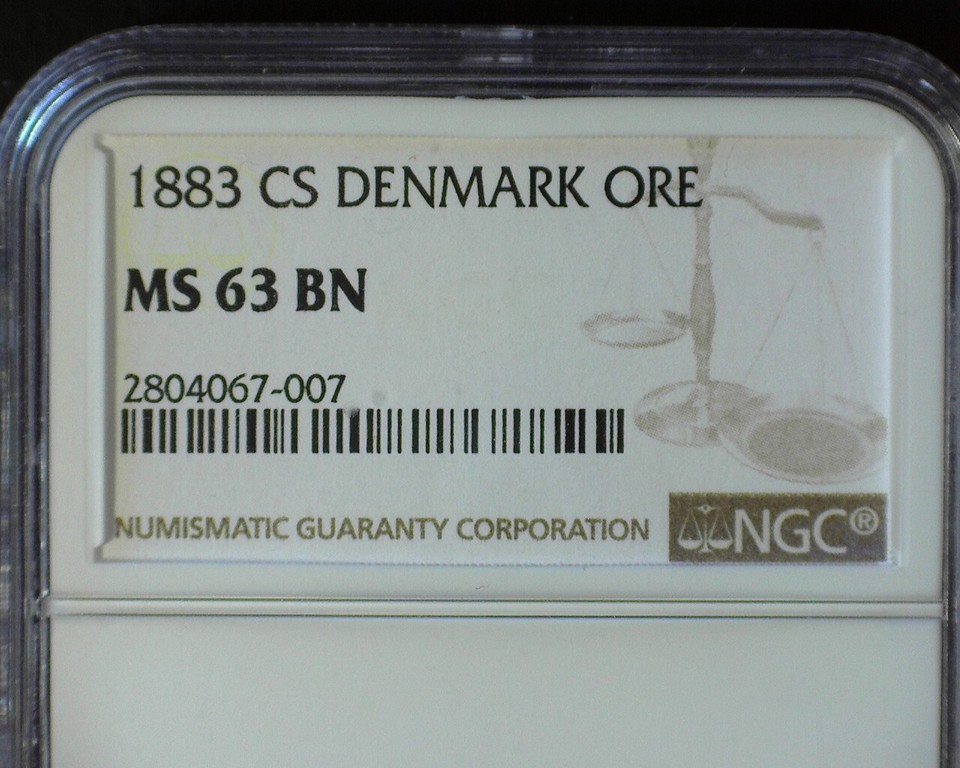 1883 CS DENMARK ORE
MS 63 BN
2804067-007
NUMISMATIC GUARANTY CORPORATION
NGC®